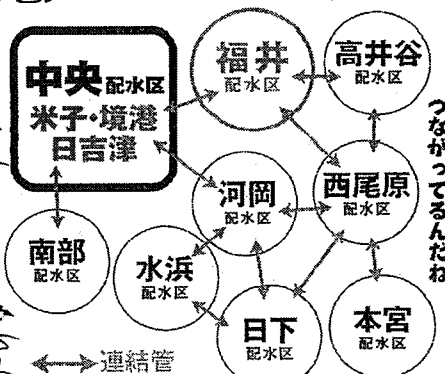 中央配水区
米子・境港
日吉津
福井
配水区
高井谷
配水区
河岡
配水区
西尾原
配水区
南部
配水区
水浜
配水区
日下
配水区
本宮
配水区
連結管
つながってるんだね